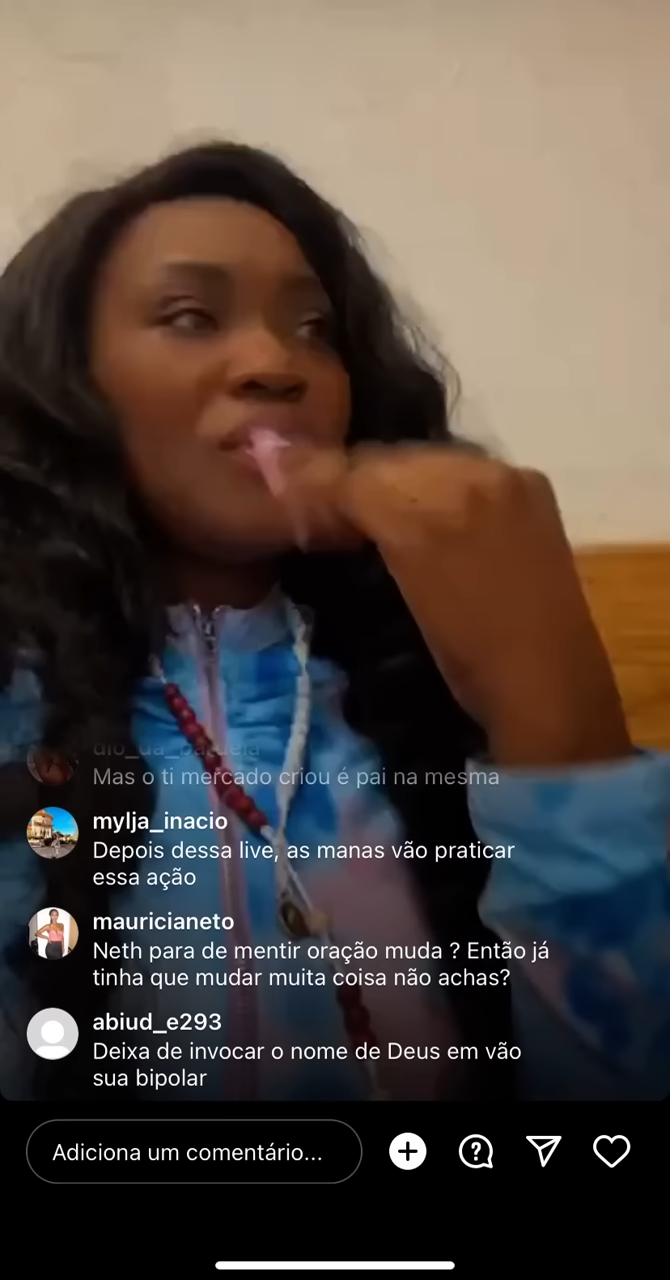 dio_da_bandeia
Mas o ti mercado criou é pai na mesma
mylja_inacio
Depois dessa live, as manas vão praticar
essa ação
mauricianeto
Neth para de mentir oração muda ? Então já
tinha que mudar muita coisa não achas?
abiud_e293
Deixa de invocar o nome de Deus em vão
sua bipolar
Adiciona um comentário...